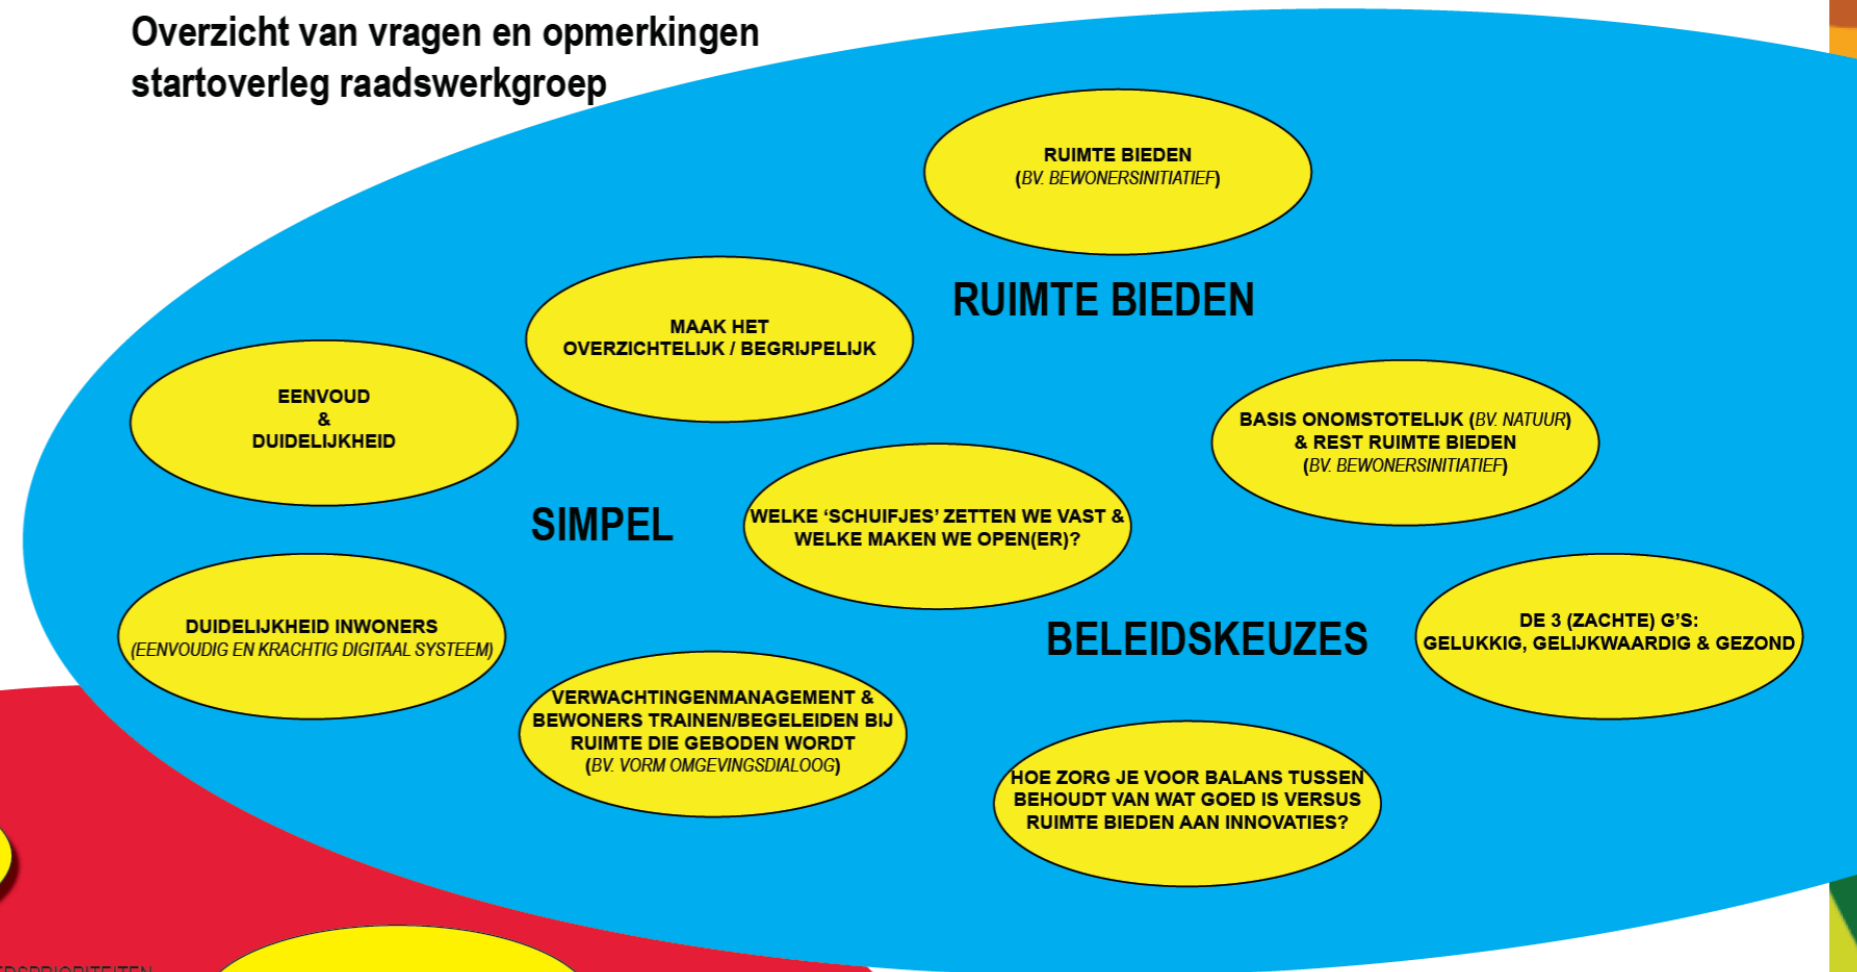 Overzicht van vragen en opmerkingen
startoverleg raadswerkgroep
RUIMTE BIEDEN
(BV. BEWONERSINITIATIEF)
RUIMTE BIEDEN
MAAK HET
OVERZICHTELIJK / BEGRIJPELIJK
EENVOUD
&
DUIDELIJKHEID
BASIS ONOMSTOTELIJK (BV. NATUUR)
& REST RUIMTE BIEDEN
(BV. BEWONERSINITIATIEF)
SIMPEL
WELKE ‘SCHUIFJES’ ZETTEN WE VAST &
WELKE MAKEN WE OPEN(ER)?
DUIDELIJKHEID INWONERS
(EENVOUDIG EN KRACHTIG DIGITAAL SYSTEEM)
BELEIDSKEUZES
DE 3 (ZACHTE) G’S:
GELUKKIG, GELIJKWAARDIG & GEZOND
VERWACHTINGENMANAGEMENT &
BEWONERS TRAINEN/BEGELEIDEN BIJ
RUIMTE DIE GEBODEN WORDT
(BV. VORM OMGEVINGSDIALOOG)
HOE ZORG JE VOOR BALANS TUSSEN
BEHOUDT VAN WAT GOED IS VERSUS
RUIMTE BIEDEN AAN INNOVATIES?